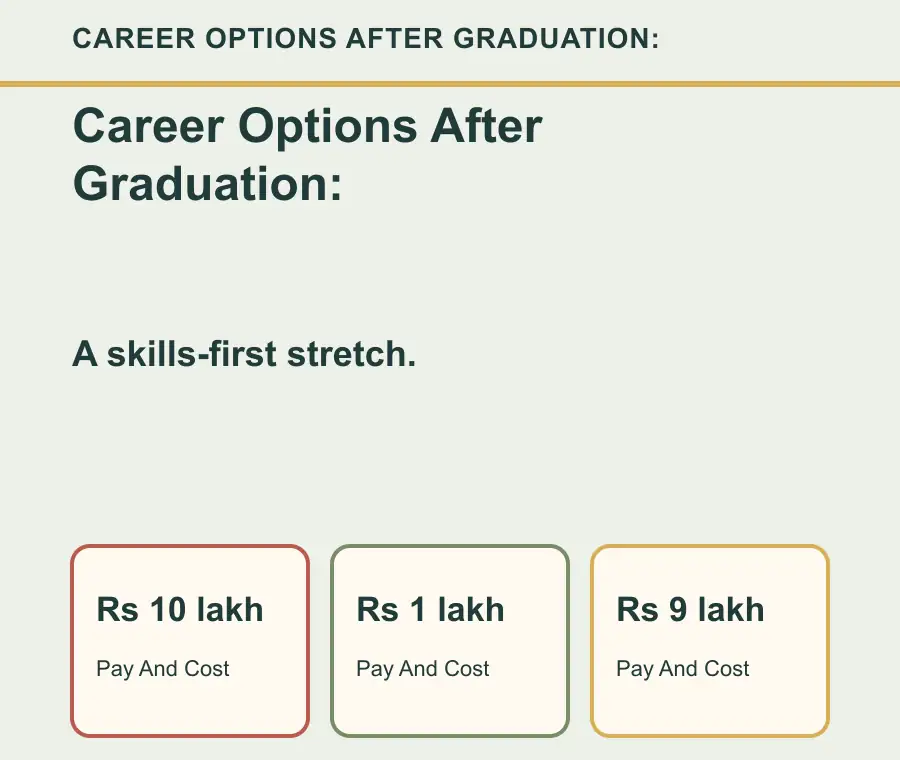 CAREER OPTIONS AFTER GRADUATION:
Career Options After
Graduation:
A skills-first stretch.
Rs 10 lakh
Pay And Cost
Rs 1 lakh
Pay And Cost
Rs 9 lakh
Pay And Cost